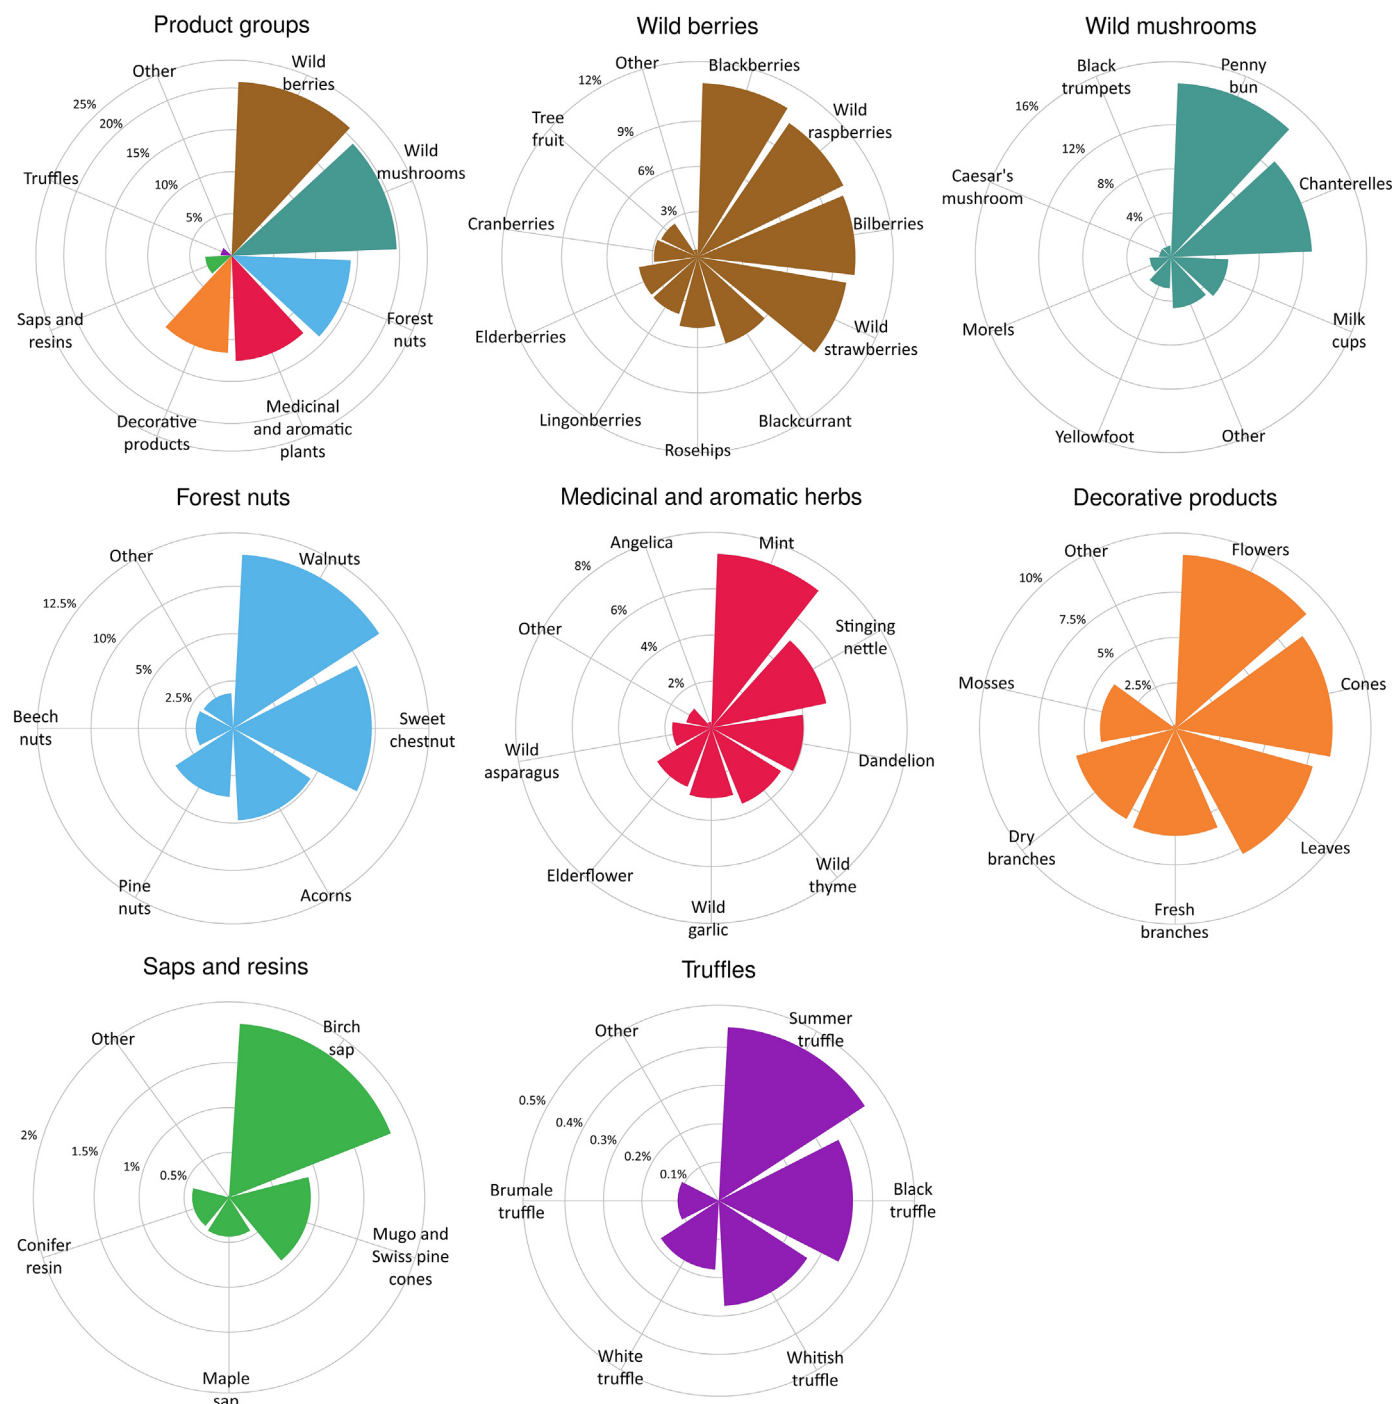 Product groups
Other
Wild
berries
25%
20%
15%
10%
5%
Wild
mushrooms
Truffles
Saps and
resins
Forest
nuts
Decorative
products
Medicinal
and aromatic
plants
Wild berries
Other
Blackberries
12%
9%
6%
3%
Tree
fruit
Wild
raspberries
Cranberries
Bilberries
Elderberries
Wild
strawberries
Lingonberries
Blackcurrant
Rosehips
Wild mushrooms
Black
trumpets
Penny
bun
16%
12%
8%
4%
Caesar's
mushroom
Chanterelles
Morels
Milk
cups
Yellowfoot
Other
Forest nuts
Other
Walnuts
12.5%
10%
5%
2.5%
Beech
nuts
Sweet
chestnut
Pine
nuts
Acorns
Medicinal and aromatic herbs
Angelica
Mint
8%
6%
4%
2%
Other
Stinging
nettle
Wild
asparagus
Dandelion
Elderflower
Wild
thyme
Wild
garlic
Decorative products
Other
Flowers
10%
7.5%
5%
2.5%
Mosses
Cones
Dry
branches
Leaves
Fresh
branches
Saps and resins
Other
Birch
sap
2%
1.5%
1%
0.5%
Conifer
resin
Mugo and
Swiss pine
cones
Maple
sap
Truffles
Other
Summer
truffle
0.5%
0.4%
0.3%
0.2%
0.1%
Brumale
truffle
Black
truffle
White
truffle
Whitish
truffle